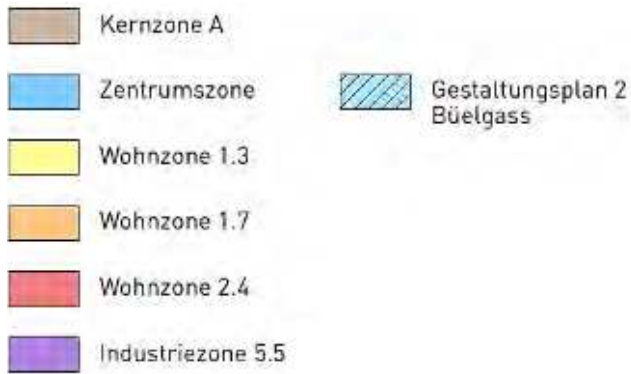 Kernzone A
Zentrumszone
Wohnzone 1.3
Wohnzone 1.7
Wohnzone 2.4
Industriezone 5.5
Gestaltungsplan 2
Büelgass